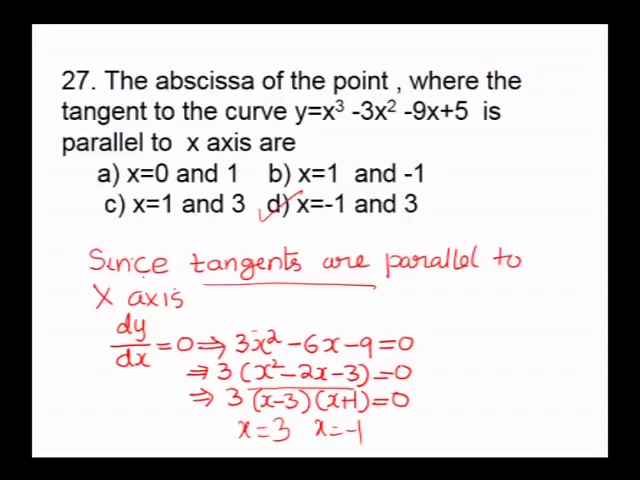 27. The abscissa of the point , where the
tangent to the curve y=x³ -3x² -9x+5 is
parallel to x axis are
a) x=0 and 1 b) x=1 and -1
c) x=1 and 3 d) x=-1 and 3
Since tangents are parallel to
X axis
dy/dx = 0 ⇒ 3x² - 6x - 9 = 0
⇒ 3 (x² - 2x - 3) = 0
⇒ 3 (x-3) (x+1) = 0
x = 3 x = -1